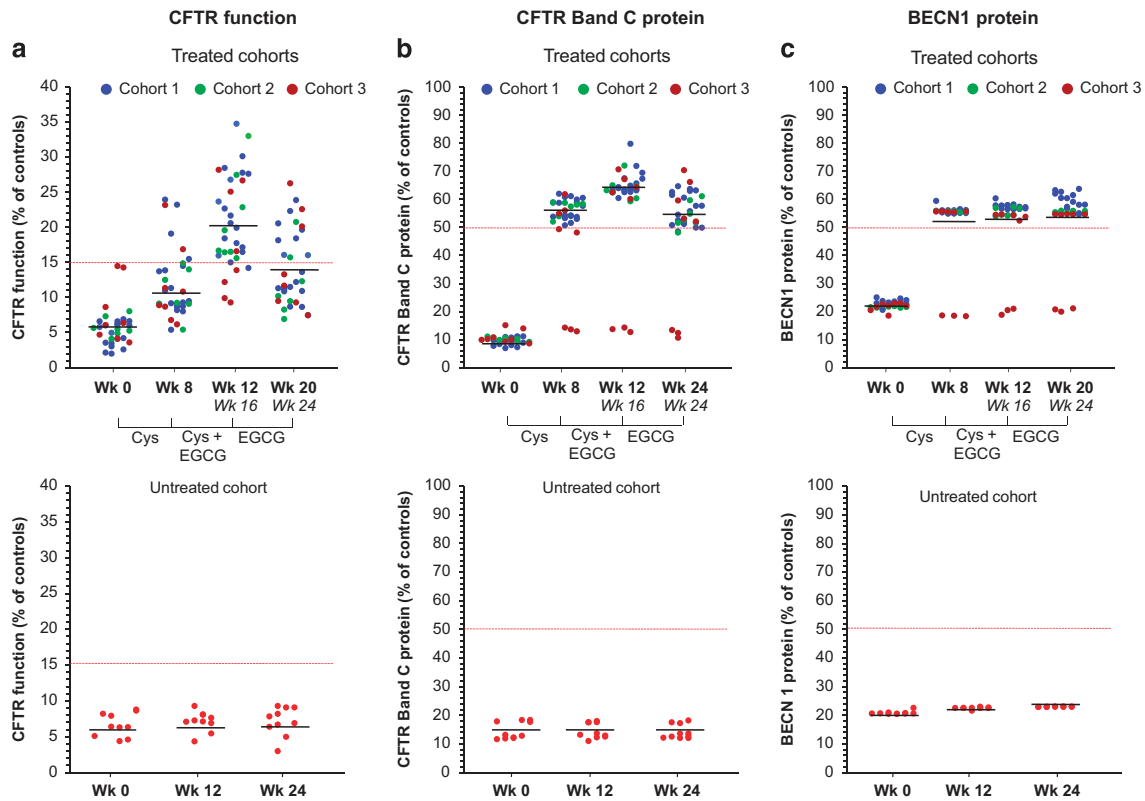 CFTR function
CFTR Band C protein
BECN1 protein
a
Treated cohorts
Cohort 1 Cohort 2 Cohort 3
CFTR function (% of controls)
40
35
30
25
20
15
10
5
0
Wk 0 Wk 8 Wk 12 Wk 20
Wk 16 Wk 24
Cys Cys + EGCG
EGCG
b
Treated cohorts
Cohort 1 Cohort 2 Cohort 3
CFTR Band C protein (% of controls)
100
90
80
70
60
50
40
30
20
10
0
Wk 0 Wk 8 Wk 12 Wk 24
Wk 16 Wk 24
Cys Cys + EGCG
EGCG
c
Treated cohorts
Cohort 1 Cohort 2 Cohort 3
BECN1 protein (% of controls)
100
90
80
70
60
50
40
30
20
10
0
Wk 0 Wk 8 Wk 12 Wk 20
Wk 16 Wk 24
Cys Cys + EGCG
EGCG
Untreated cohort
CFTR function (% of controls)
40
35
30
25
20
15
10
5
0
Wk 0 Wk 12 Wk 24
Untreated cohort
CFTR Band C protein (% of controls)
100
90
80
70
60
50
40
30
20
10
0
Wk 0 Wk 12 Wk 24
Untreated cohort
BECN 1 protein (% of controls)
100
90
80
70
60
50
40
30
20
10
0
Wk 0 Wk 12 Wk 24